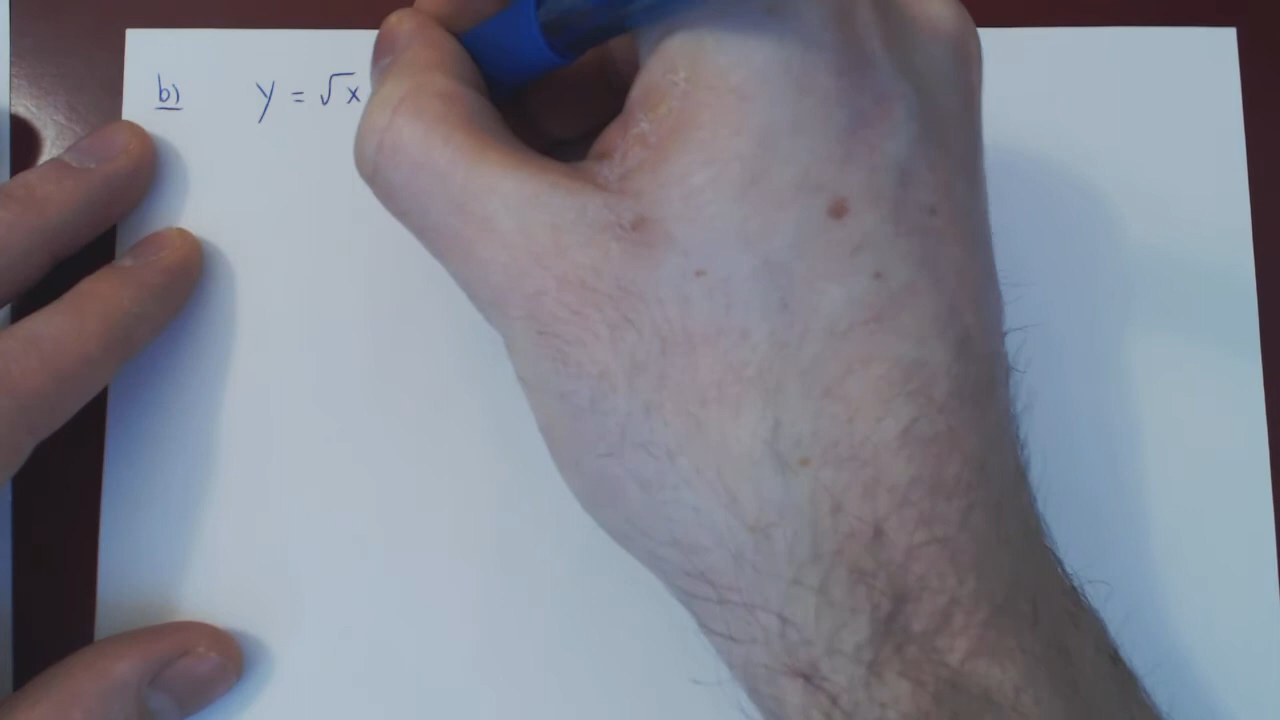 b) y = √x